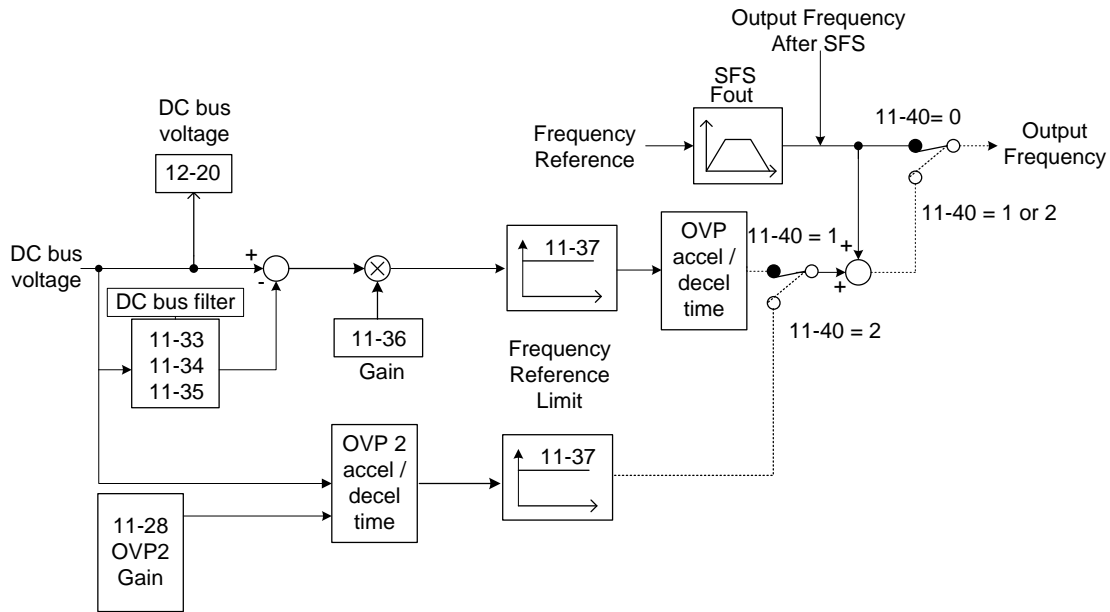 Output Frequency
After SFS
SFS
Fout
DC bus
voltage
12-20
Frequency
Reference
11-40= 0
Output
Frequency
11-40 = 1 or 2
DC bus
voltage
+
-
11-37
OVP
accel /
decel
time
11-40 = 1
+
+
DC bus filter
11-33
11-34
11-35
11-36
Gain
11-40 = 2
Frequency
Reference
Limit
OVP 2
accel /
decel
time
11-37
11-28
OVP2
Gain